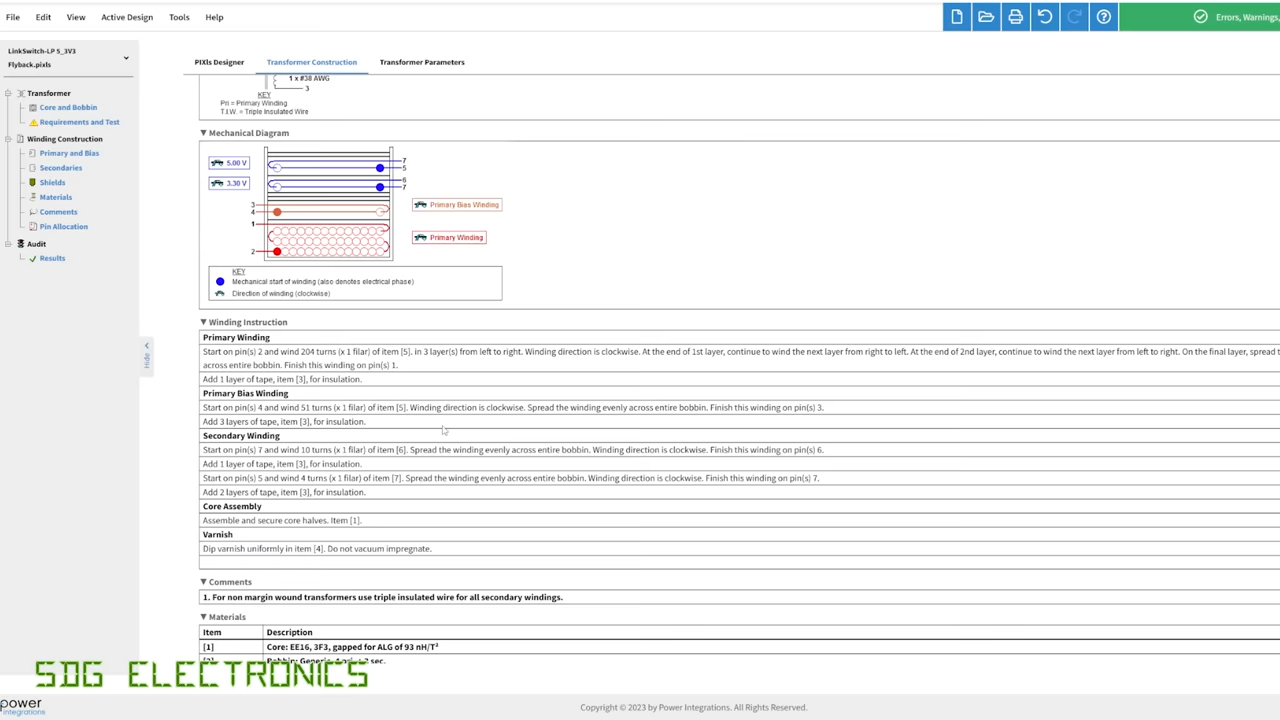 File Edit View Active Design Tools Help
Errors, Warnings,
LinkSwitch-LP 5_3V3
Flyback.pixls
Transformer
Core and Bobbin
Requirements and Test
Winding Construction
Primary and Bias
Secondaries
Shields
Materials
Comments
Pin Allocation
Audit
Results
Hide
PIXls Designer Transformer Construction Transformer Parameters
1 x #38 AWG
3
KEY
Pri = Primary Winding
T.I.W. = Triple Insulated Wire
Mechanical Diagram
5.00 V
7
5
3.30 V
6
7
3
4
Primary Bias Winding
1
Primary Winding
2
KEY
Mechanical start of winding (also denotes electrical phase)
Direction of winding (clockwise)
Winding Instruction
Primary Winding
Start on pin(s) 2 and wind 204 turns (x 1 filar) of item [5]. in 3 layer(s) from left to right. Winding direction is clockwise. At the end of 1st layer, continue to wind the next layer from right to left. At the end of 2nd layer, continue to wind the next layer from left to right. On the final layer, spread t
across entire bobbin. Finish this winding on pin(s) 1.
Add 1 layer of tape, item [3], for insulation.
Primary Bias Winding
Start on pin(s) 4 and wind 51 turns (x 1 filar) of item [5]. Winding direction is clockwise. Spread the winding evenly across entire bobbin. Finish this winding on pin(s) 3.
Add 3 layers of tape, item [3], for insulation.
Secondary Winding
Start on pin(s) 7 and wind 10 turns (x 1 filar) of item [6]. Spread the winding evenly across entire bobbin. Winding direction is clockwise. Finish this winding on pin(s) 6.
Add 1 layer of tape, item [3], for insulation.
Start on pin(s) 5 and wind 4 turns (x 1 filar) of item [7]. Spread the winding evenly across entire bobbin. Winding direction is clockwise. Finish this winding on pin(s) 7.
Add 2 layers of tape, item [3], for insulation.
Core Assembly
Assemble and secure core halves. Item [1].
Varnish
Dip varnish uniformly in item [4]. Do not vacuum impregnate.
Comments
1. For non margin wound transformers use triple insulated wire for all secondary windings.
Materials
Item Description
[1] Core: EE16, 3F3, gapped for ALG of 93 nH/T²
SDG ELECTRONICS
power
integrations
Copyright © 2023 by Power Integrations. All Rights Reserved.